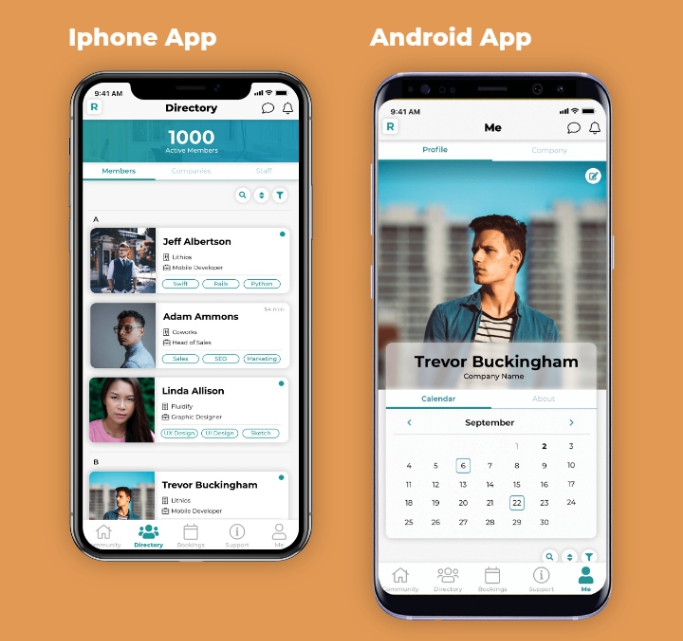 Iphone App
Android App
9:41 AM
R
Directory
1000
Active Members
Members Companies Staff
A
Jeff Albertson
Lithios
Mobile Developer
Swift Rails Python
Adam Ammons
Coworks
Head of Sales
Sales SEO Marketing
Linda Allison
Fluidify
Graphic Designer
UX Design UI Design Sketch
B
Trevor Buckingham
Lithios
Mobile Developer
Directory Bookings Support Me
9:41 AM
R
Me
Profile Company
Trevor Buckingham
Company Name
Calendar About
September
1 2 3
4 5 6 7 8 9 10
11 12 13 14 15 16 17
18 19 20 21 22 23 24
25 26 27 28 29 30
Directory Bookings Support Me